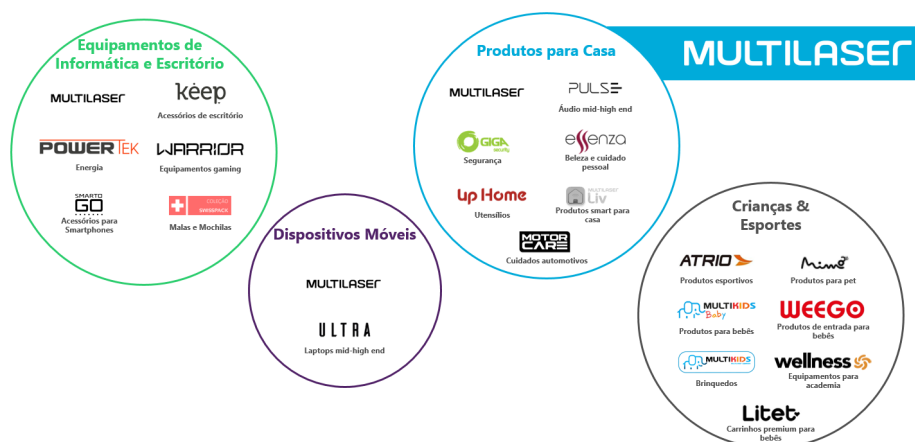 MULTILASER
Equipamentos de
Informática e Escritório
MULTILASER
keep
Acessórios de escritório
POWERTEK
Energia
WARRIOR
Equipamentos gaming
SMARTO
GO
Acessórios para
Smartphones
COLEÇÃO
SWISSPACK
Malas e Mochilas
Dispositivos Móveis
MULTILASER
ULTRA
Laptops mid-high end
Produtos para Casa
MULTILASER
PULSE
Áudio mid-high end
GIGA
security
Segurança
essenza
Beleza e cuidado
pessoal
up Home
Utensílios
MULTILASER
Liv
Produtos smart para
casa
MOTOR
CARE
Cuidados automotivos
Crianças &
Esportes
ATRIO
Produtos esportivos
Mimo
Produtos para pet
MULTIKIDS
Baby
Produtos para bebês
WEEGO
Produtos de entrada para
bebês
MULTIKIDS
Brinquedos
wellness
Equipamentos para
academia
Litet
Carrinhos premium para
bebês